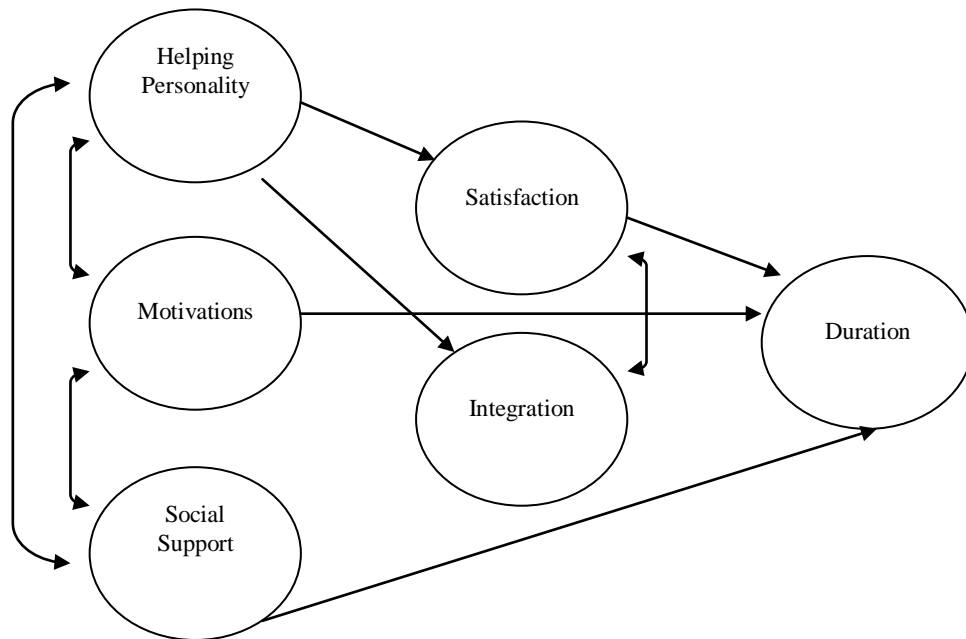 Helping
Personality
Satisfaction
Motivations
Duration
Integration
Social
Support